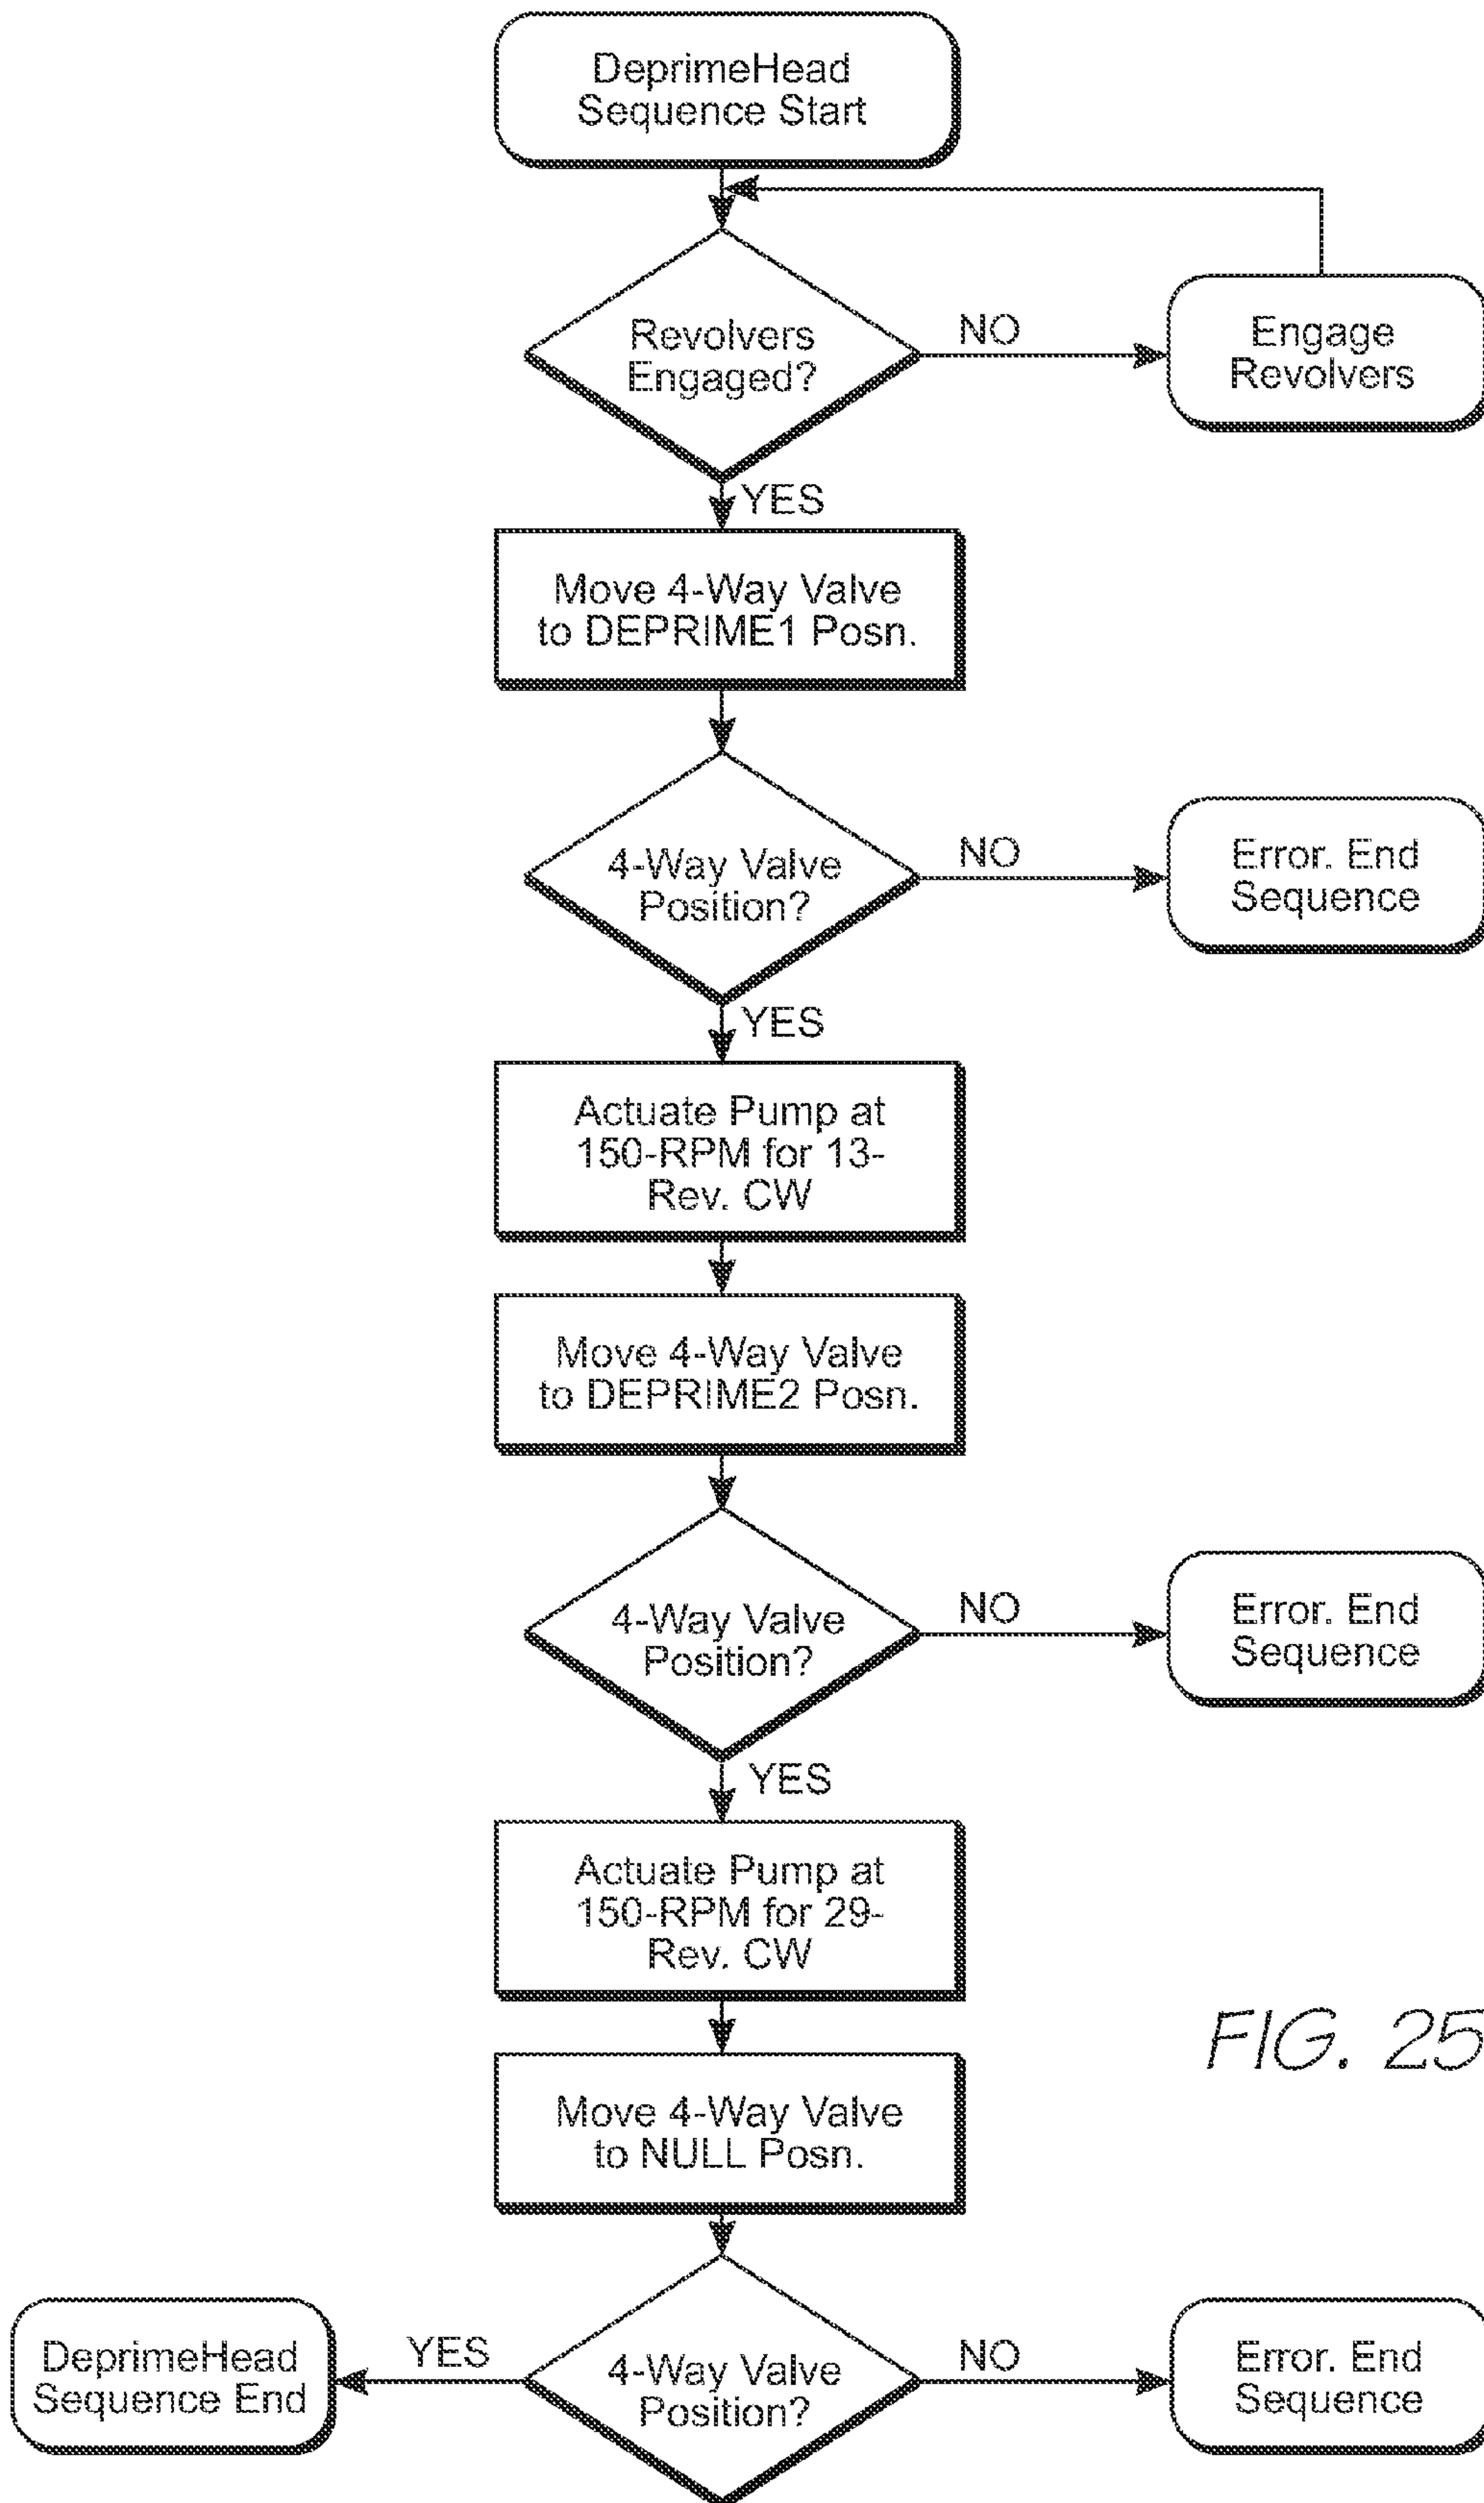 DeprimeHead
Sequence Start
Revolvers
Engaged?
NO
Engage
Revolvers
YES
Move 4-Way Valve
to DEPRIME1 Posn.
4-Way Valve
Position?
NO
Error. End
Sequence
YES
Actuate Pump at
150-RPM for 13-
Rev. CW
Move 4-Way Valve
to DEPRIME2 Posn.
4-Way Valve
Position?
NO
Error. End
Sequence
YES
Actuate Pump at
150-RPM for 29-
Rev. CW
FIG. 25
Move 4-Way Valve
to NULL Posn.
DeprimeHead
Sequence End
YES
4-Way Valve
Position?
NO
Error. End
Sequence